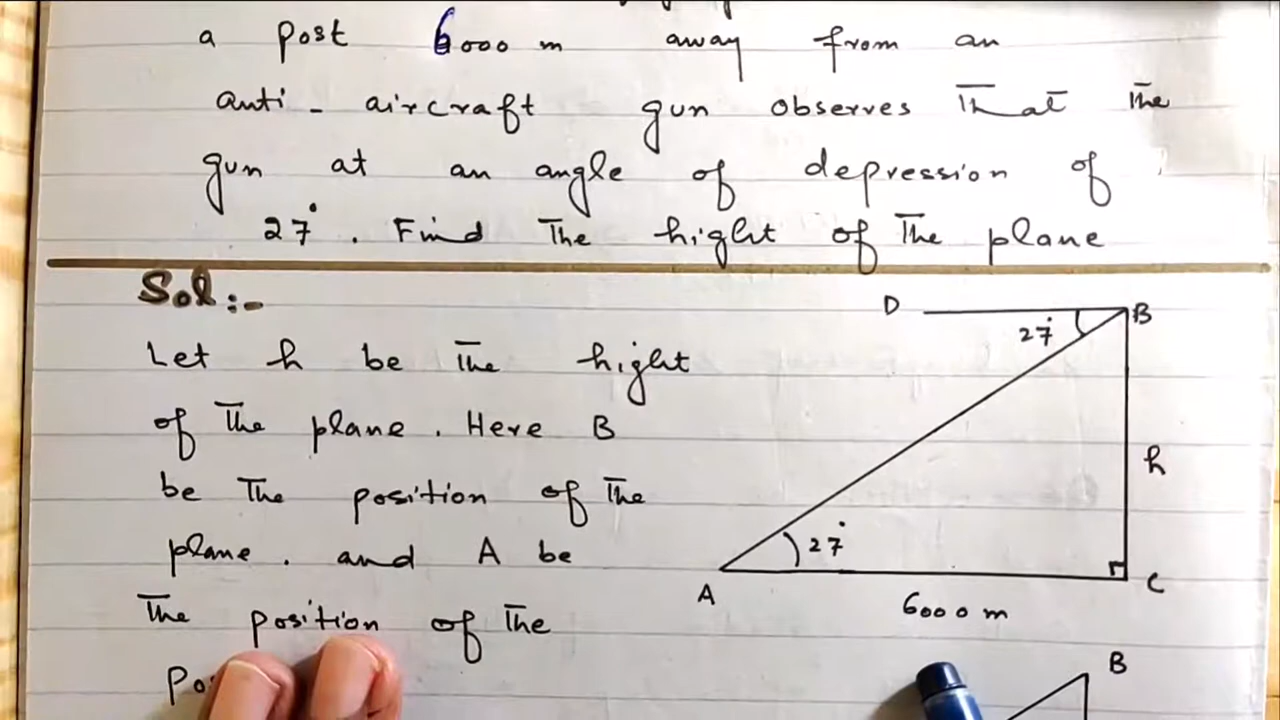 a post 6000 m away from an
anti - aircraft gun observes That The
gun at an angle of depression of
27° . Find The hight of The plane
Sol:-
Let h be The hight
of The plane . Here B
be The position of The
plane . and A be
The position of The
D
B
27°
h
27°
A
C
6000 m
B